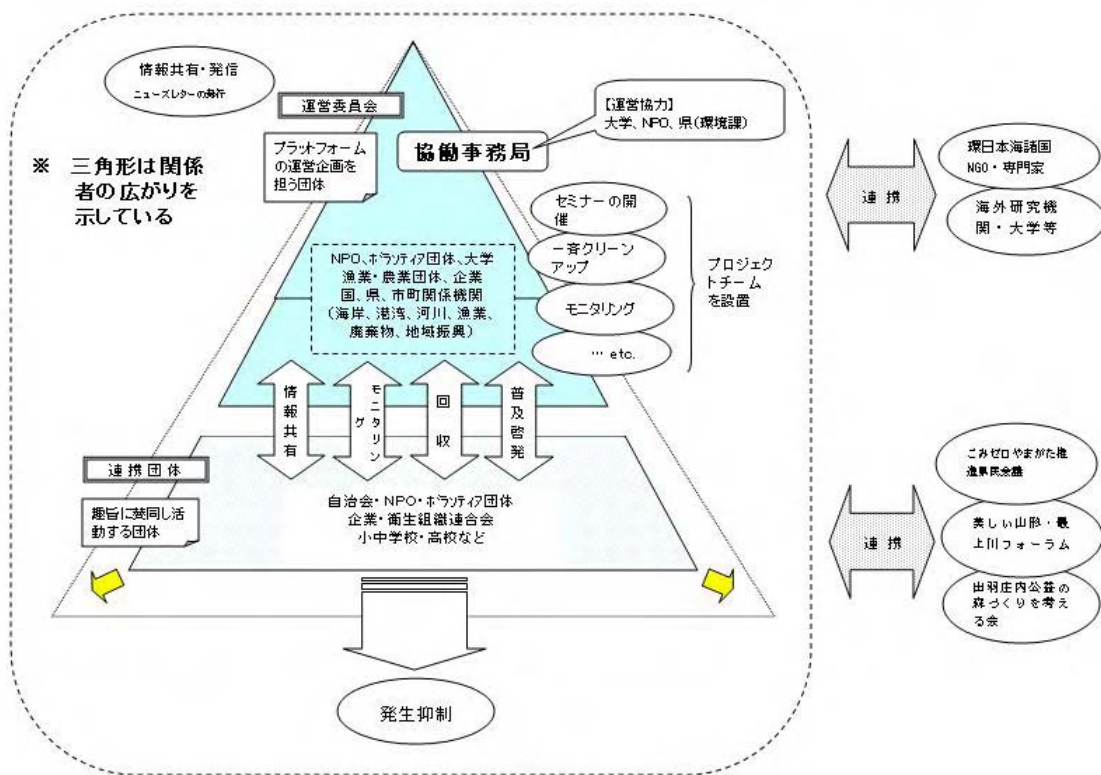 情報共有・発信
ニュースレターの発行
運営委員会
プラットフォーム
の運営企画を
担う団体
※ 三角形は関係
者の広がりを
示している
【運営協力】
大学、NPO、県(環境課)
協働事務局
セミナーの開
催
一斉クリーン
アップ
モニタリング
… etc.
プロジェク
トチーム
を設置
NPO、ボランティア団体、大学
漁業・農業団体、企業
国、県、市町関係機関
(海岸、港湾、河川、漁業、
廃棄物、地域振興)
情報共有
モニタリング
回収
普及啓発
連携団体
趣旨に賛同し活
動する団体
自治会・NPO・ボランティア団体
企業・衛生組織連合会
小中学校・高校など
発生抑制
連携
環日本海諸国
NGO・専門家
海外研究機
関・大学等
連携
ごみゼロやまがた推
進県民会議
美しい山形・最
上川フォーラム
出羽庄内公益の
森づくりを考え
る会